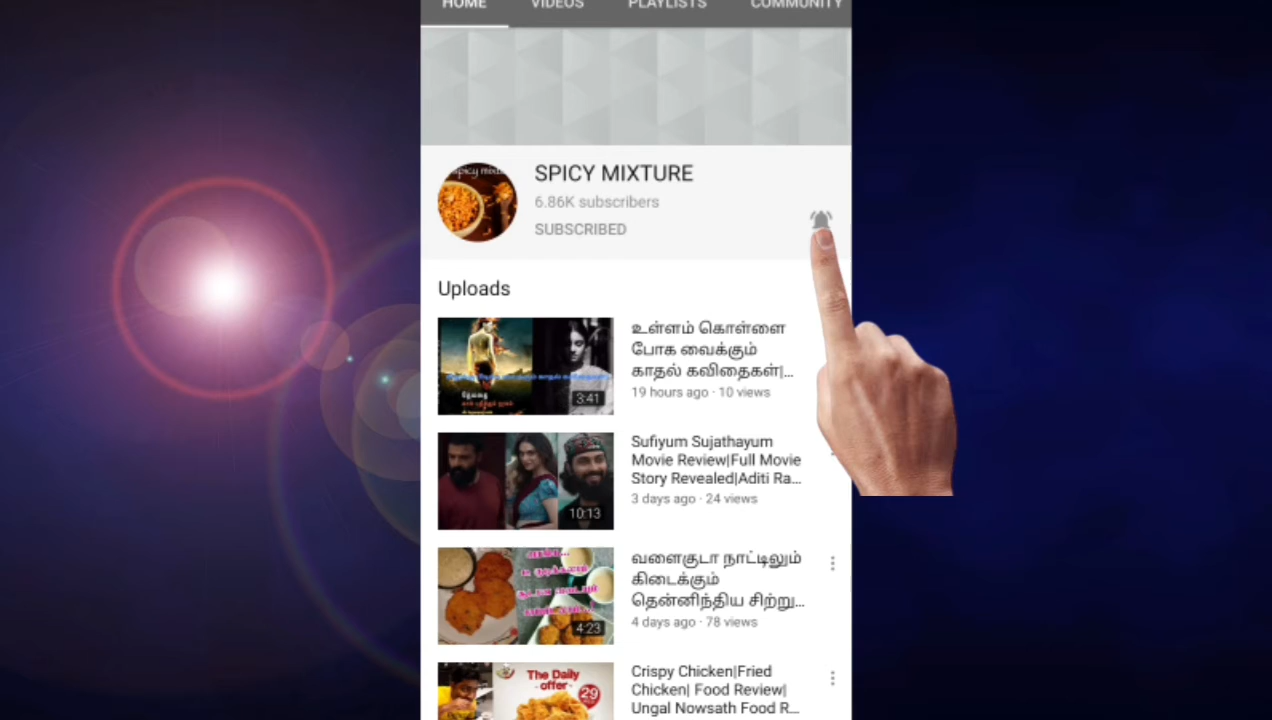 HOME VIDEOS PLAYLISTS COMMUNITY
spicy mixtu
SPICY MIXTURE
6.86K subscribers
SUBSCRIBED
Uploads
உள்ளம் கொள்ளை
போக வைக்கும்
காதல் கவிதைகள்|...
19 hours ago · 10 views
3:41
Sufiyum Sujathayum
Movie Review|Full Movie
Story Revealed|Aditi Ra...
3 days ago · 24 views
10:13
வளைகுடா நாட்டிலும்
கிடைக்கும்
தென்னிந்திய சிற்று...
4 days ago · 78 views
4:23
The Daily
offer
29
Crispy Chicken|Fried
Chicken| Food Review|
Ungal Nowsath Food R...